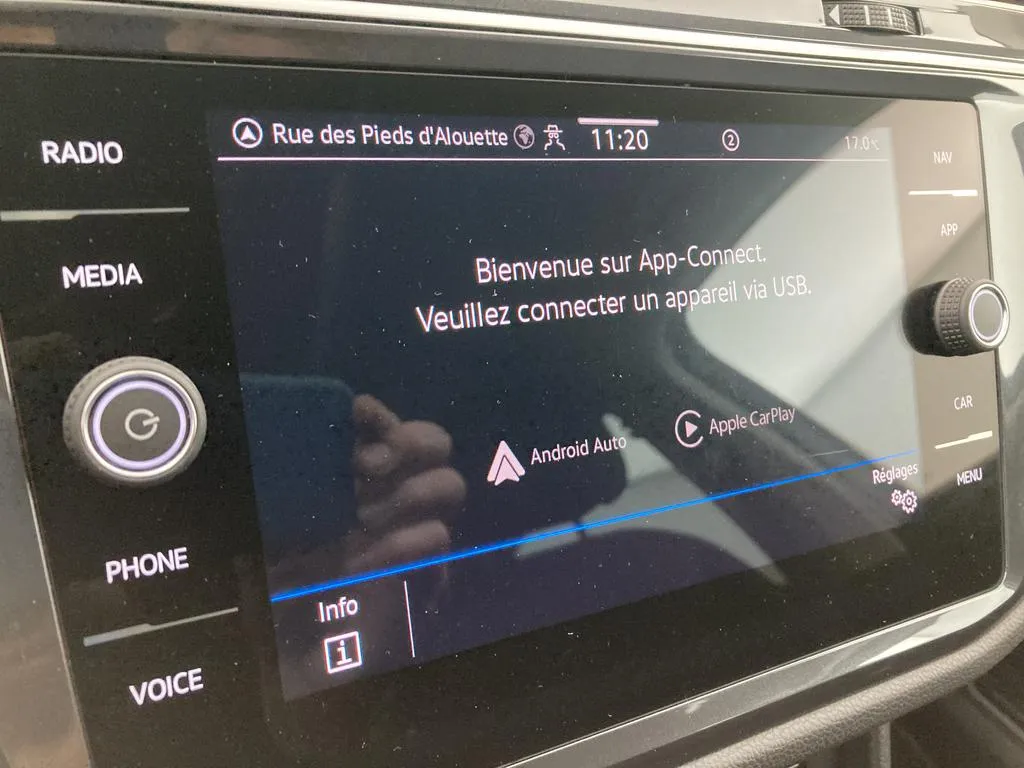 RADIO
MEDIA
PHONE
VOICE
Rue des Pieds d'Alouette 11:20 2 17.0°C
Bienvenue sur App-Connect.
Veuillez connecter un appareil via USB.
Android Auto
Apple CarPlay
Réglages
Info
i
NAV
APP
CAR
MENU